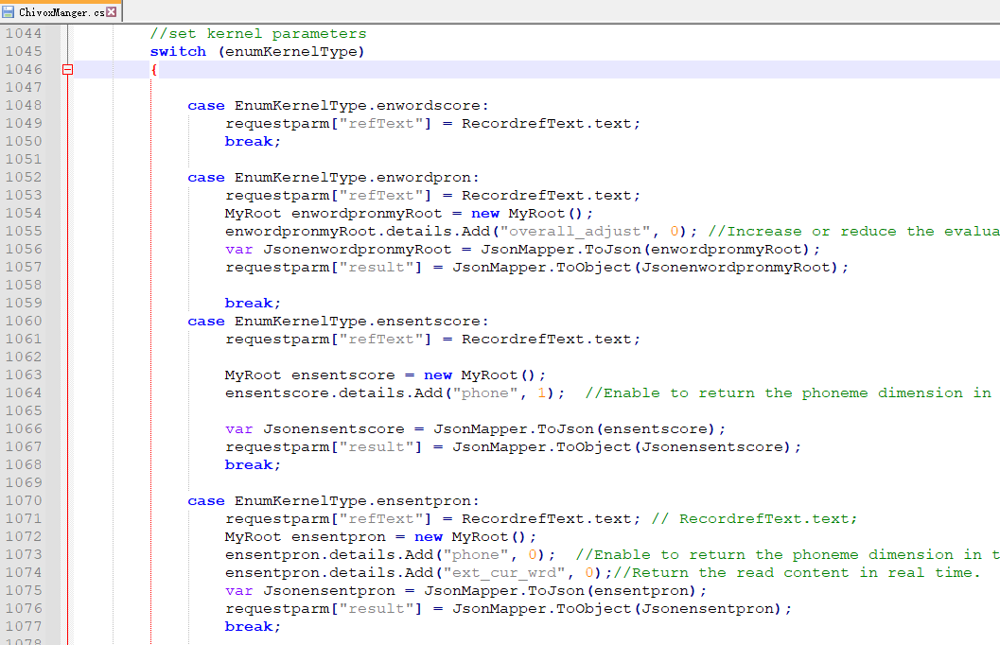 ChivoxManger.cs
1044 //set kernel parameters
1045 switch (enumKernelType)
1046 {
1047
1048 case EnumKernelType.enwordscore:
1049 requestparm["refText"] = RecordrefText.text;
1050 break;
1051
1052 case EnumKernelType.enwordpron:
1053 requestparm["refText"] = RecordrefText.text;
1054 MyRoot enwordpronmyRoot = new MyRoot();
1055 enwordpronmyRoot.details.Add("overall_adjust", 0); //Increase or reduce the evalua
1056 var JsonenwordpronmyRoot = JsonMapper.ToJson(enwordpronmyRoot);
1057 requestparm["result"] = JsonMapper.ToObject(JsonenwordpronmyRoot);
1058
1059 break;
1060 case EnumKernelType.ensentscore:
1061 requestparm["refText"] = RecordrefText.text;
1062
1063 MyRoot ensentscore = new MyRoot();
1064 ensentscore.details.Add("phone", 1); //Enable to return the phoneme dimension in
1065
1066 var Jsonensentscore = JsonMapper.ToJson(ensentscore);
1067 requestparm["result"] = JsonMapper.ToObject(Jsonensentscore);
1068 break;
1069
1070 case EnumKernelType.ensentpron:
1071 requestparm["refText"] = RecordrefText.text; // RecordrefText.text;
1072 MyRoot ensentpron = new MyRoot();
1073 ensentpron.details.Add("phone", 0); //Enable to return the phoneme dimension in t
1074 ensentpron.details.Add("ext_cur_wrd", 0);//Return the read content in real time.
1075 var Jsonensentpron = JsonMapper.ToJson(ensentpron);
1076 requestparm["result"] = JsonMapper.ToObject(Jsonensentpron);
1077 break;
1078